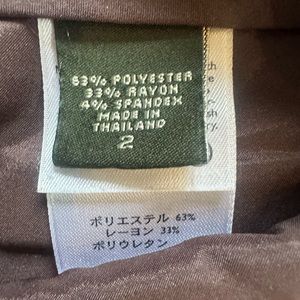 63% POLYESTER
33% RAYON
4% SPANDEX
MADE IN
THAILAND
2
ポリエステル 63%
レーヨン 33%
ポリウレタン